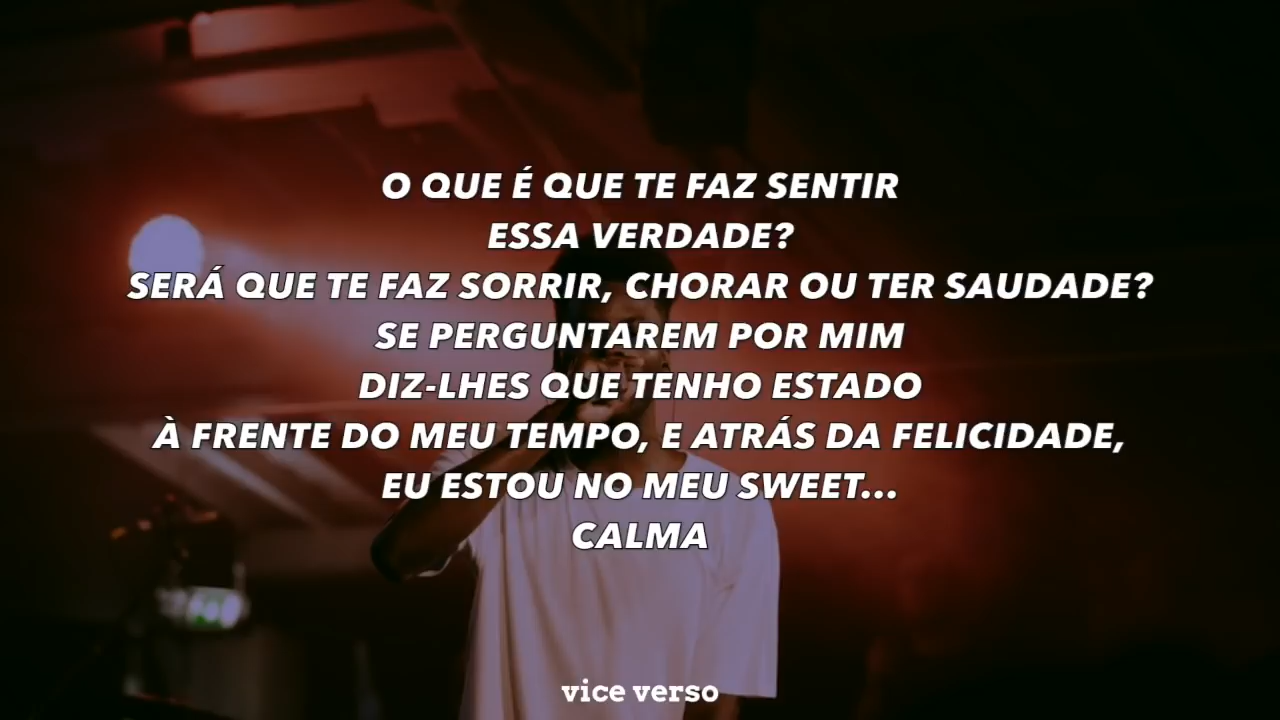 O QUE É QUE TE FAZ SENTIR
ESSA VERDADE?
SERÁ QUE TE FAZ SORRIR, CHORAR OU TER SAUDADE?
SE PERGUNTAREM POR MIM
DIZ-LHES QUE TENHO ESTADO
À FRENTE DO MEU TEMPO, E ATRÁS DA FELICIDADE,
EU ESTOU NO MEU SWEET...
CALMA
vice verso